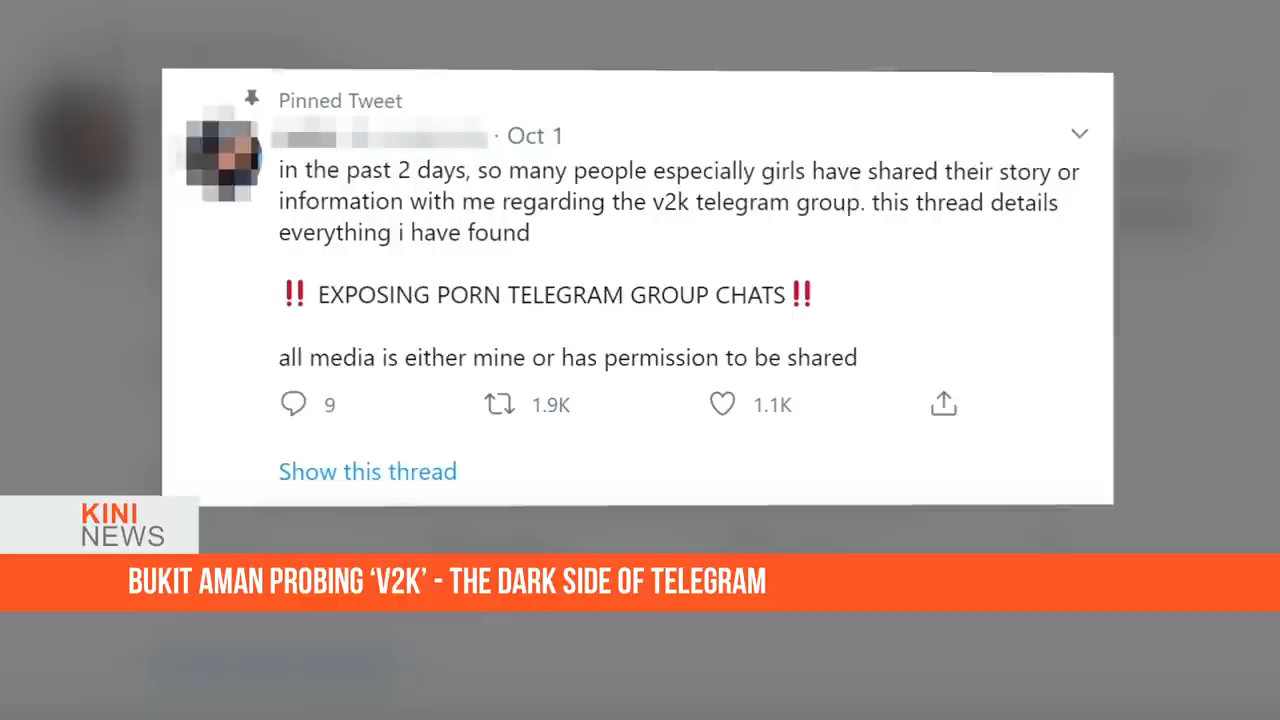 Pinned Tweet
· Oct 1
in the past 2 days, so many people especially girls have shared their story or
information with me regarding the v2k telegram group. this thread details
everything i have found
‼ EXPOSING PORN TELEGRAM GROUP CHATS‼
all media is either mine or has permission to be shared
9 1.9K 1.1K
Show this thread
KINI
NEWS
BUKIT AMAN PROBING ‘V2K’ - THE DARK SIDE OF TELEGRAM